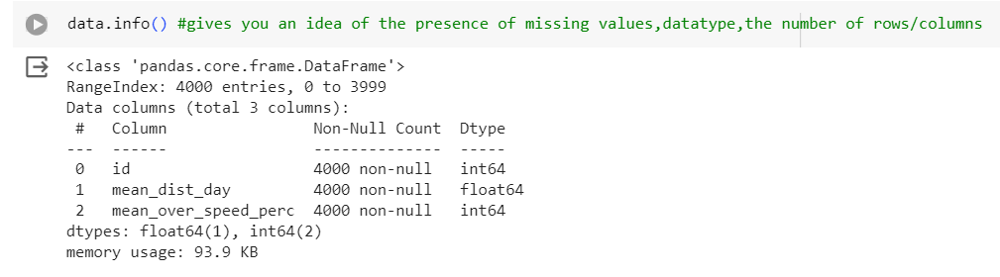 data.info() #gives you an idea of the presence of missing values,datatype,the number of rows/columns
<class 'pandas.core.frame.DataFrame'>
RangeIndex: 4000 entries, 0 to 3999
Data columns (total 3 columns):
 #   Column                Non-Null Count  Dtype
---  ------                --------------  -----
 0   id                    4000 non-null   int64
 1   mean_dist_day         4000 non-null   float64
 2   mean_over_speed_perc  4000 non-null   int64
dtypes: float64(1), int64(2)
memory usage: 93.9 KB